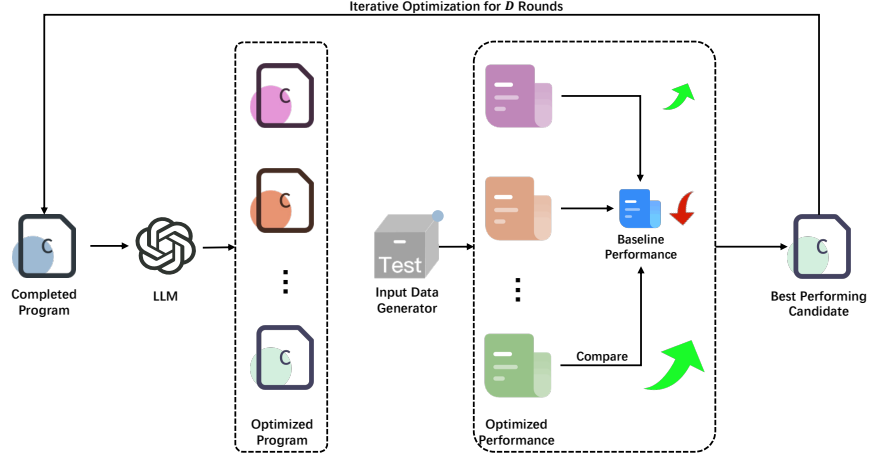 Iterative Optimization for D Rounds
C
C
C
C
C
Test
Completed
Program
LLM
Optimized
Program
Input Data
Generator
Baseline
Performance
Compare
Optimized
Performance
Best Performing
Candidate